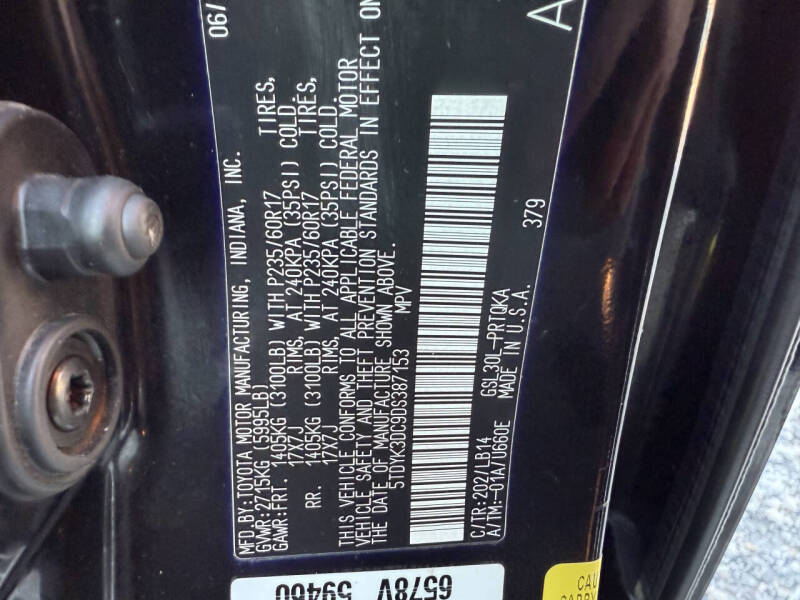 MFD.BY:TOYOTA MOTOR MANUFACTURING, INDIANA, INC. 06/
GVWR:2715KG (5995LB)
GAWR:FRT. 1405KG (3100LB) WITH P235/60R17 TIRES,
17X7J RIMS, AT 240KPA (35PSI) COLD.
RR. 1405KG (3100LB) WITH P235/60R17 TIRES,
17X7J RIMS, AT 240KPA (35PSI) COLD.
THIS VEHICLE CONFORMS TO ALL APPLICABLE FEDERAL MOTOR
VEHICLE SAFETY AND THEFT PREVENTION STANDARDS IN EFFECT ON
THE DATE OF MANUFACTURE SHOWN ABOVE.
5TDYK3DC9DS387153 MPV
C/TR:202/LB14 GSL30L-PRTQKA
A/TM:-01A/U660E MADE IN U.S.A. 379
A
6578V
59460
CAU
CARRY